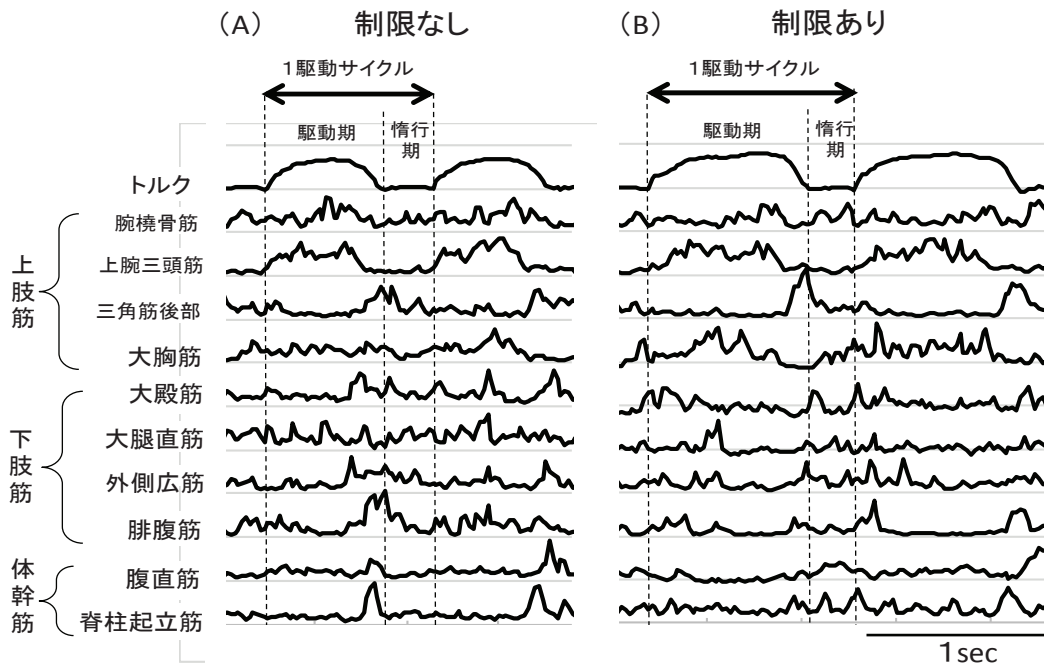 (A) 制限なし
(B) 制限あり
1駆動サイクル
1駆動サイクル
駆動期
惰行期
駆動期
惰行期
トルク
上肢筋
腕橈骨筋
上腕三頭筋
三角筋後部
大胸筋
下肢筋
大殿筋
大腿直筋
外側広筋
腓腹筋
体幹筋
腹直筋
脊柱起立筋
1sec